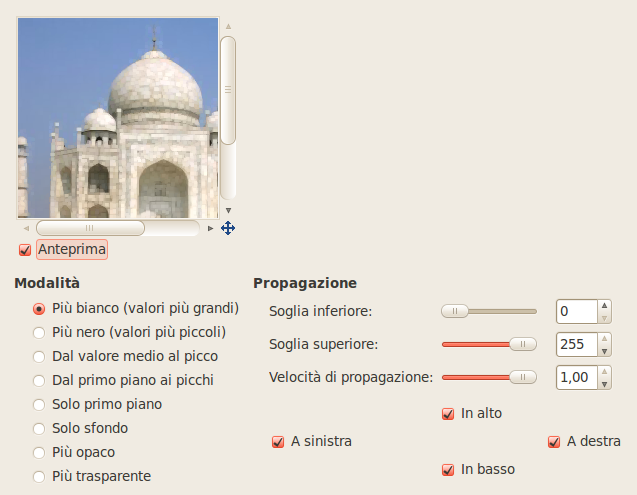 Anteprima
Modalità
Più bianco (valori più grandi)
Più nero (valori più piccoli)
Dal valore medio al picco
Dal primo piano ai picchi
Solo primo piano
Solo sfondo
Più opaco
Più trasparente
Propagazione
Soglia inferiore: 0
Soglia superiore: 255
Velocità di propagazione: 1,00
In alto
A sinistra A destra
In basso